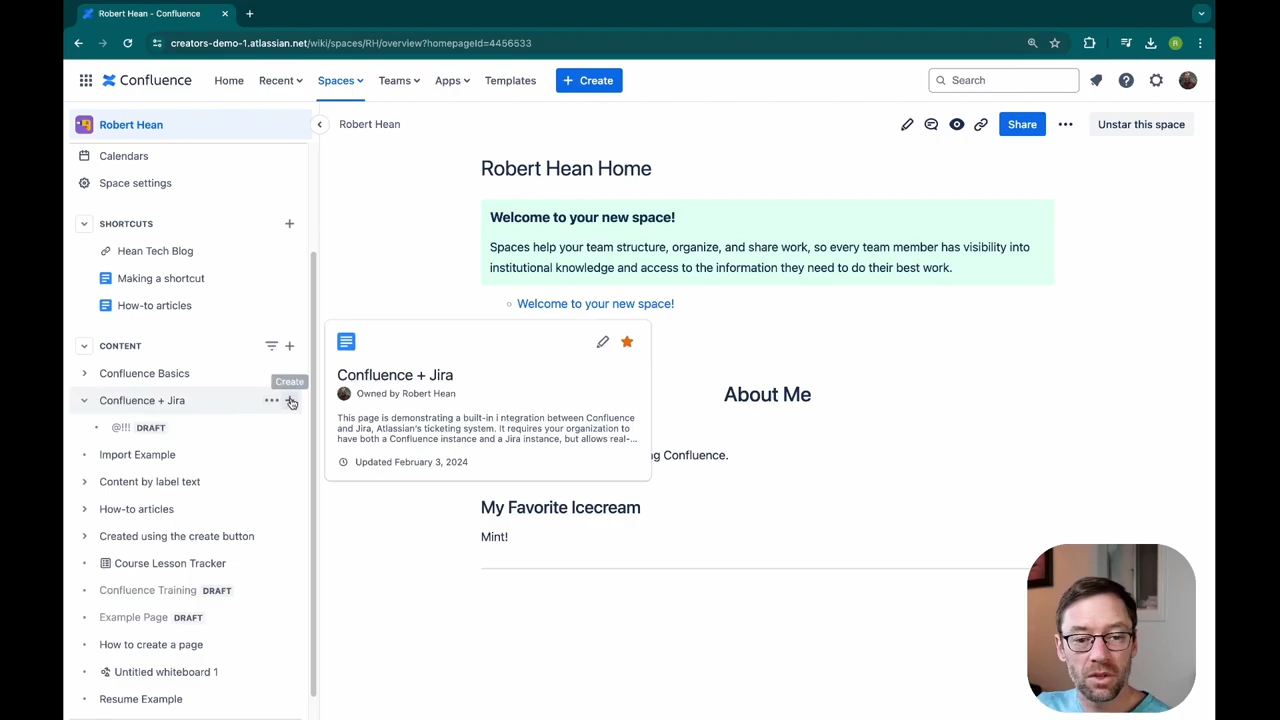 Robert Hean - Confluence
creators-demo-1.atlassian.net/wiki/spaces/RH/overview?homepageId=4456533
R
Confluence Home Recent Spaces Teams Apps Templates + Create Search
Robert Hean
Calendars
Space settings
SHORTCUTS
Hean Tech Blog
Making a shortcut
How-to articles
CONTENT
Confluence Basics
Create
Confluence + Jira
@!!! DRAFT
Import Example
Content by label text
How-to articles
Created using the create button
Course Lesson Tracker
Confluence Training DRAFT
Example Page DRAFT
How to create a page
Untitled whiteboard 1
Resume Example
Robert Hean
Share
Unstar this space
Robert Hean Home
Welcome to your new space!
Spaces help your team structure, organize, and share work, so every team member has visibility into
institutional knowledge and access to the information they need to do their best work.
Welcome to your new space!
Confluence + Jira
Owned by Robert Hean
This page is demonstrating a built-in i ntegration between Confluence
and Jira, Atlassian's ticketing system. It requires your organization to
have both a Confluence instance and a Jira instance, but allows real-...
Updated February 3, 2024
About Me
g Confluence.
My Favorite Icecream
Mint!